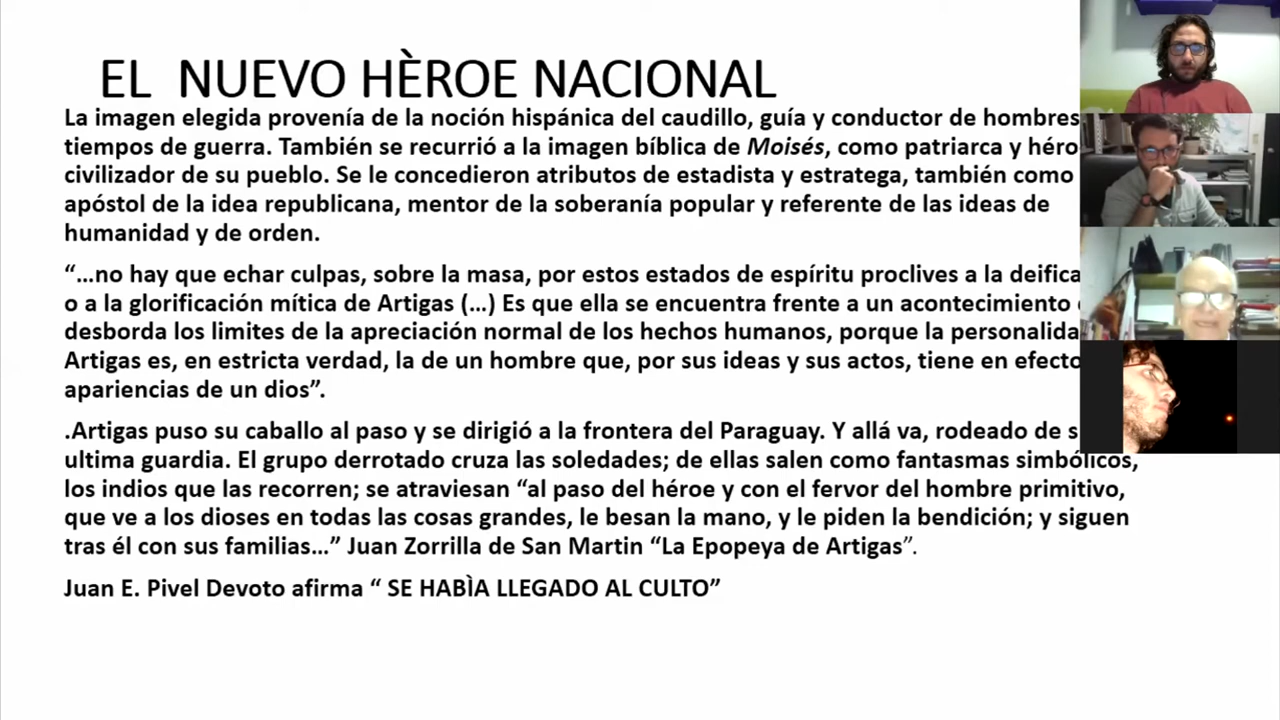 EL NUEVO HÈROE NACIONAL
La imagen elegida provenía de la noción hispánica del caudillo, guía y conductor de hombres
tiempos de guerra. También se recurrió a la imagen bíblica de Moisés, como patriarca y héro
civilizador de su pueblo. Se le concedieron atributos de estadista y estratega, también como
apóstol de la idea republicana, mentor de la soberanía popular y referente de las ideas de
humanidad y de orden.
“…no hay que echar culpas, sobre la masa, por estos estados de espíritu proclives a la deifica
o a la glorificación mítica de Artigas (…) Es que ella se encuentra frente a un acontecimiento
desborda los limites de la apreciación normal de los hechos humanos, porque la personalida
Artigas es, en estricta verdad, la de un hombre que, por sus ideas y sus actos, tiene en efecto
apariencias de un dios”.
.Artigas puso su caballo al paso y se dirigió a la frontera del Paraguay. Y allá va, rodeado de s
ultima guardia. El grupo derrotado cruza las soledades; de ellas salen como fantasmas simbólicos,
los indios que las recorren; se atraviesan “al paso del héroe y con el fervor del hombre primitivo,
que ve a los dioses en todas las cosas grandes, le besan la mano, y le piden la bendición; y siguen
tras él con sus familias…” Juan Zorrilla de San Martin “La Epopeya de Artigas”.
Juan E. Pivel Devoto afirma “ SE HABÌA LLEGADO AL CULTO”